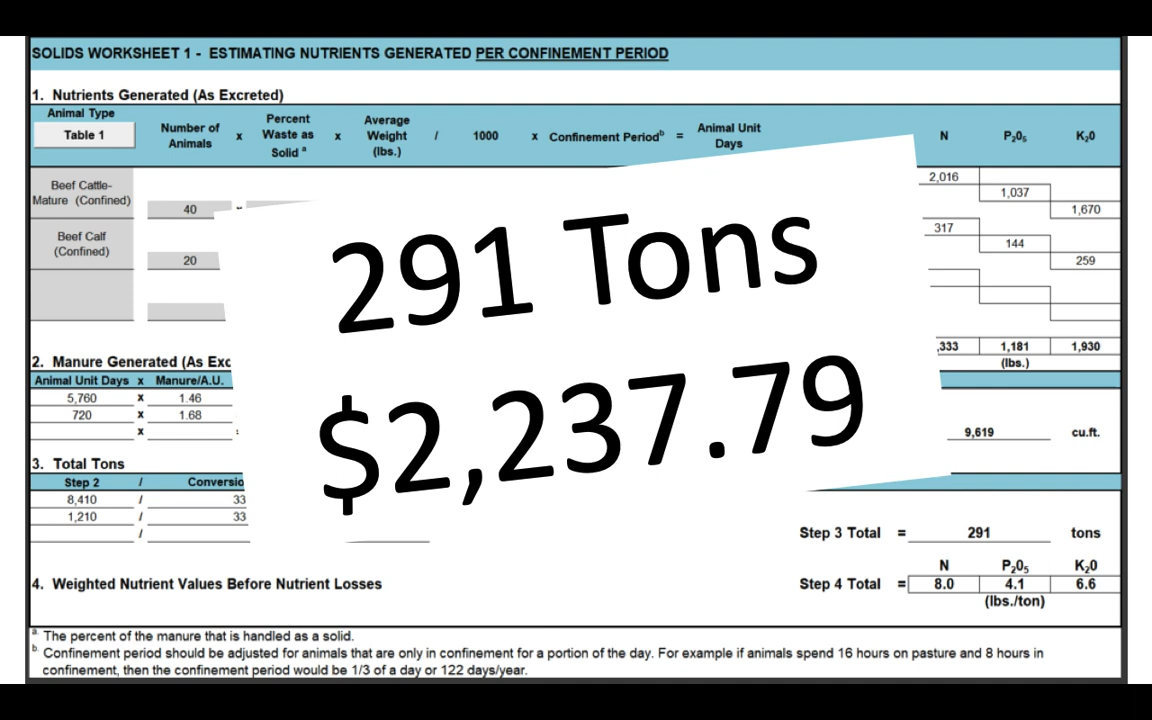 SOLIDS WORKSHEET 1 - ESTIMATING NUTRIENTS GENERATED PER CONFINEMENT PERIOD
1. Nutrients Generated (As Excreted)
Animal Type
Table 1
Number of Animals x Percent Waste as Solid a x Average Weight (lbs.) / 1000 x Confinement Period b = Animal Unit Days N P205 K20
Beef Cattle-
Mature (Confined) 40 2,016 1,037 1,670
Beef Calf
(Confined) 20 317 144 259
291 Tons
$2,237.79
,333 1,181 1,930
(lbs.)
2. Manure Generated (As Exc
Animal Unit Days x Manure/A.U.
5,760 x 1.46
720 x 1.68
x
9,619 cu.ft.
3. Total Tons
Step 2 / Conversio
8,410 / 33
1,210 / 33
/
Step 3 Total = 291 tons
N P205 K20
4. Weighted Nutrient Values Before Nutrient Losses Step 4 Total = 8.0 4.1 6.6
(lbs./ton)
a. The percent of the manure that is handled as a solid.
b. Confinement period should be adjusted for animals that are only in confinement for a portion of the day. For example if animals spend 16 hours on pasture and 8 hours in
confinement, then the confinement period would be 1/3 of a day or 122 days/year.